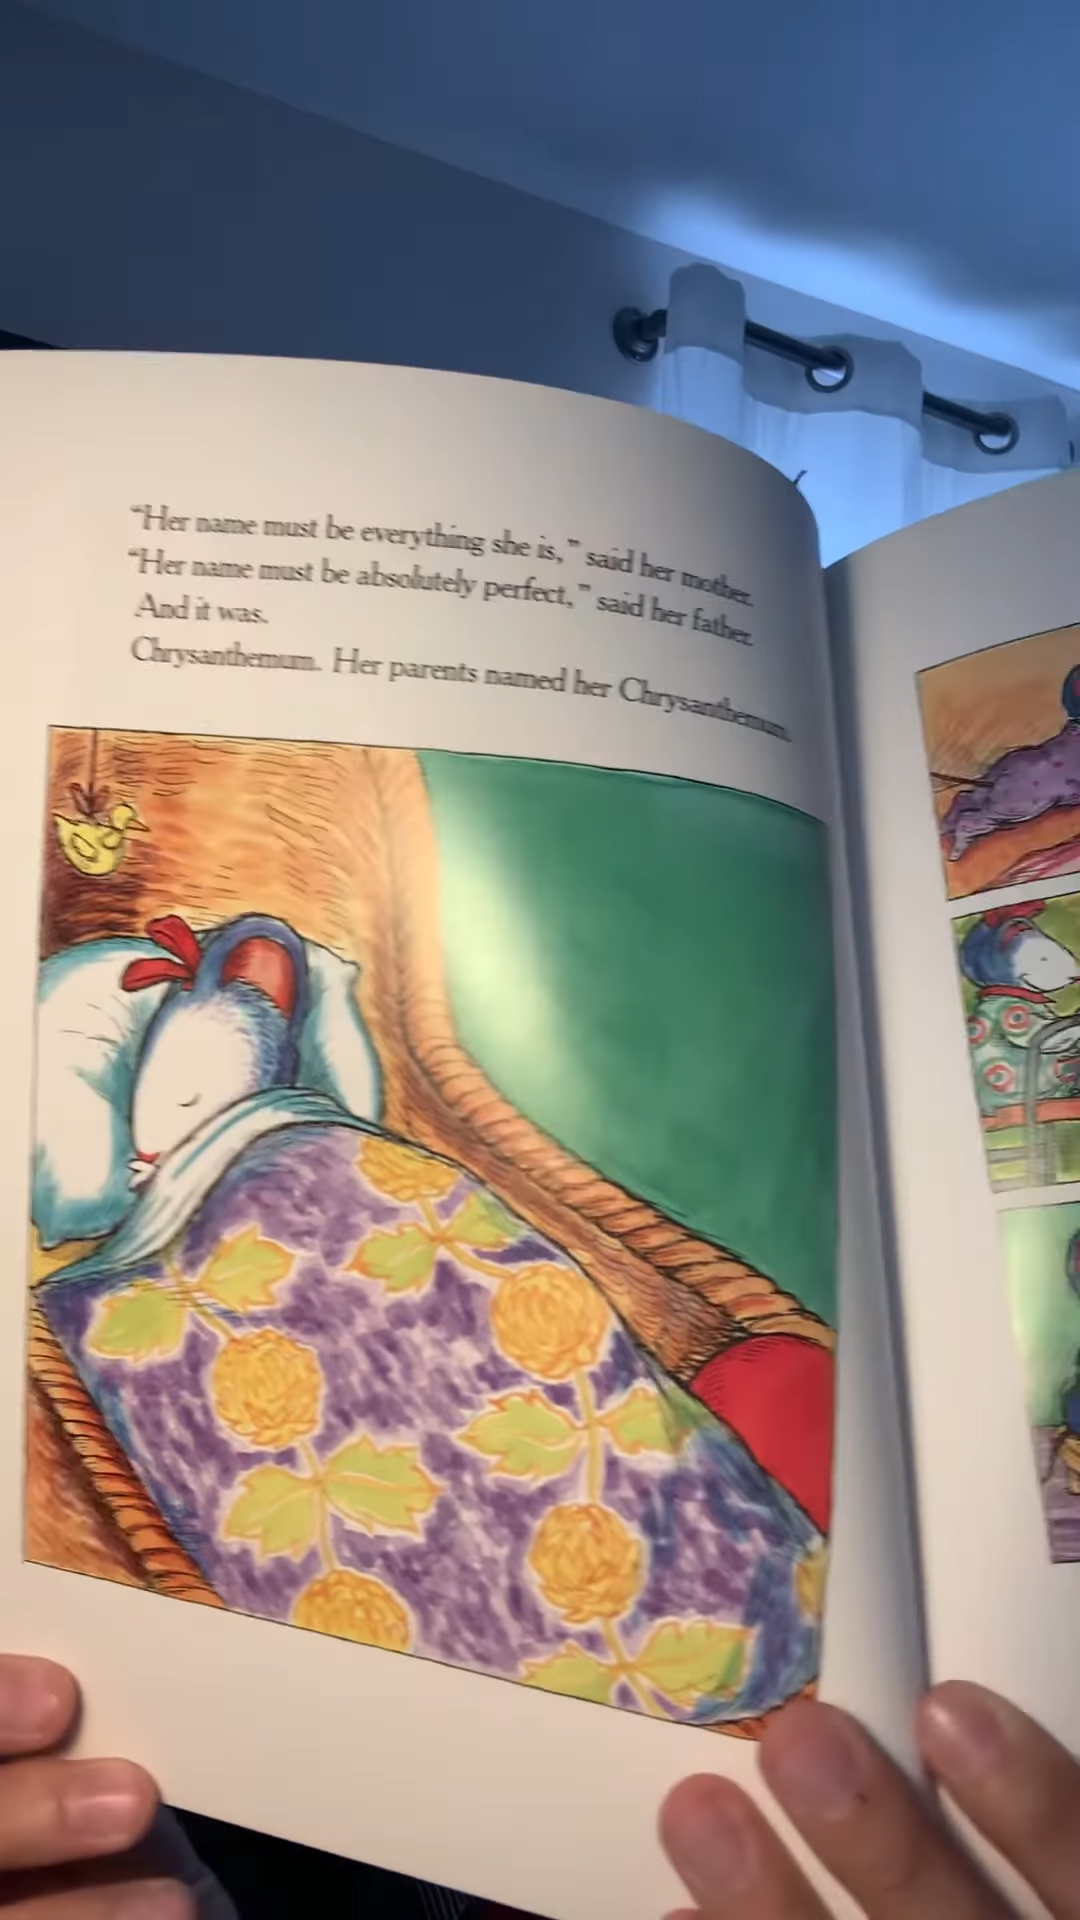 “Her name must be everything she is,” said her mother.
“Her name must be absolutely perfect,” said her father.
And it was.
Chrysanthemum. Her parents named her Chrysanthemum.